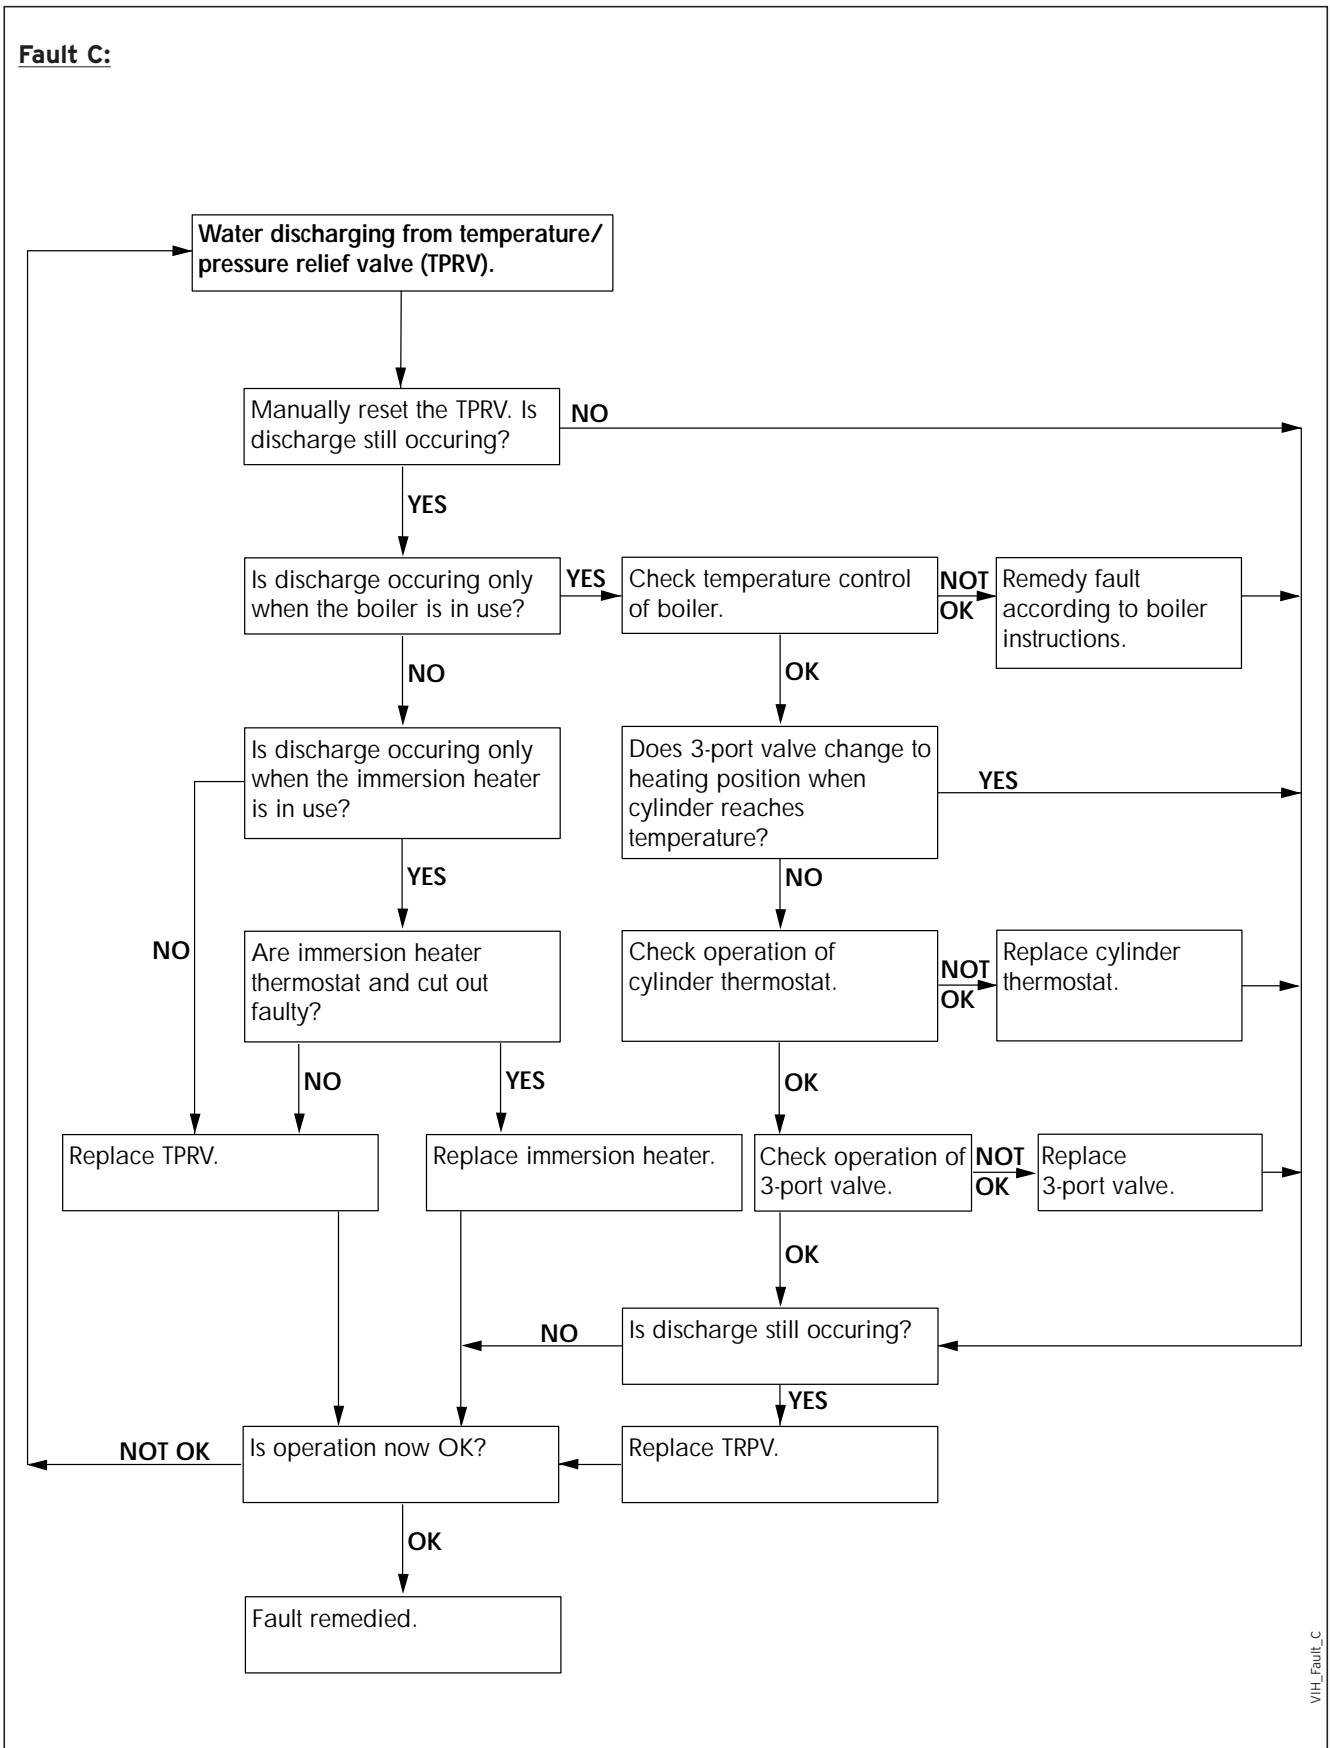 Fault C:
Water discharging from temperature/
pressure relief valve (TPRV).
Manually reset the TPRV. Is
discharge still occuring?
NO
YES
Is discharge occuring only
when the boiler is in use?
YES
Check temperature control
of boiler.
NOT
OK
Remedy fault
according to boiler
instructions.
NO
OK
Is discharge occuring only
when the immersion heater
is in use?
Does 3-port valve change to
heating position when
cylinder reaches
temperature?
YES
YES
NO
NO
Are immersion heater
thermostat and cut out
faulty?
Check operation of
cylinder thermostat.
NOT
OK
Replace cylinder
thermostat.
NO
YES
OK
Replace TPRV.
Replace immersion heater.
Check operation of
3-port valve.
NOT
OK
Replace
3-port valve.
OK
NO
Is discharge still occuring?
YES
NOT OK
Is operation now OK?
Replace TRPV.
OK
Fault remedied.
VIH_Fault_C